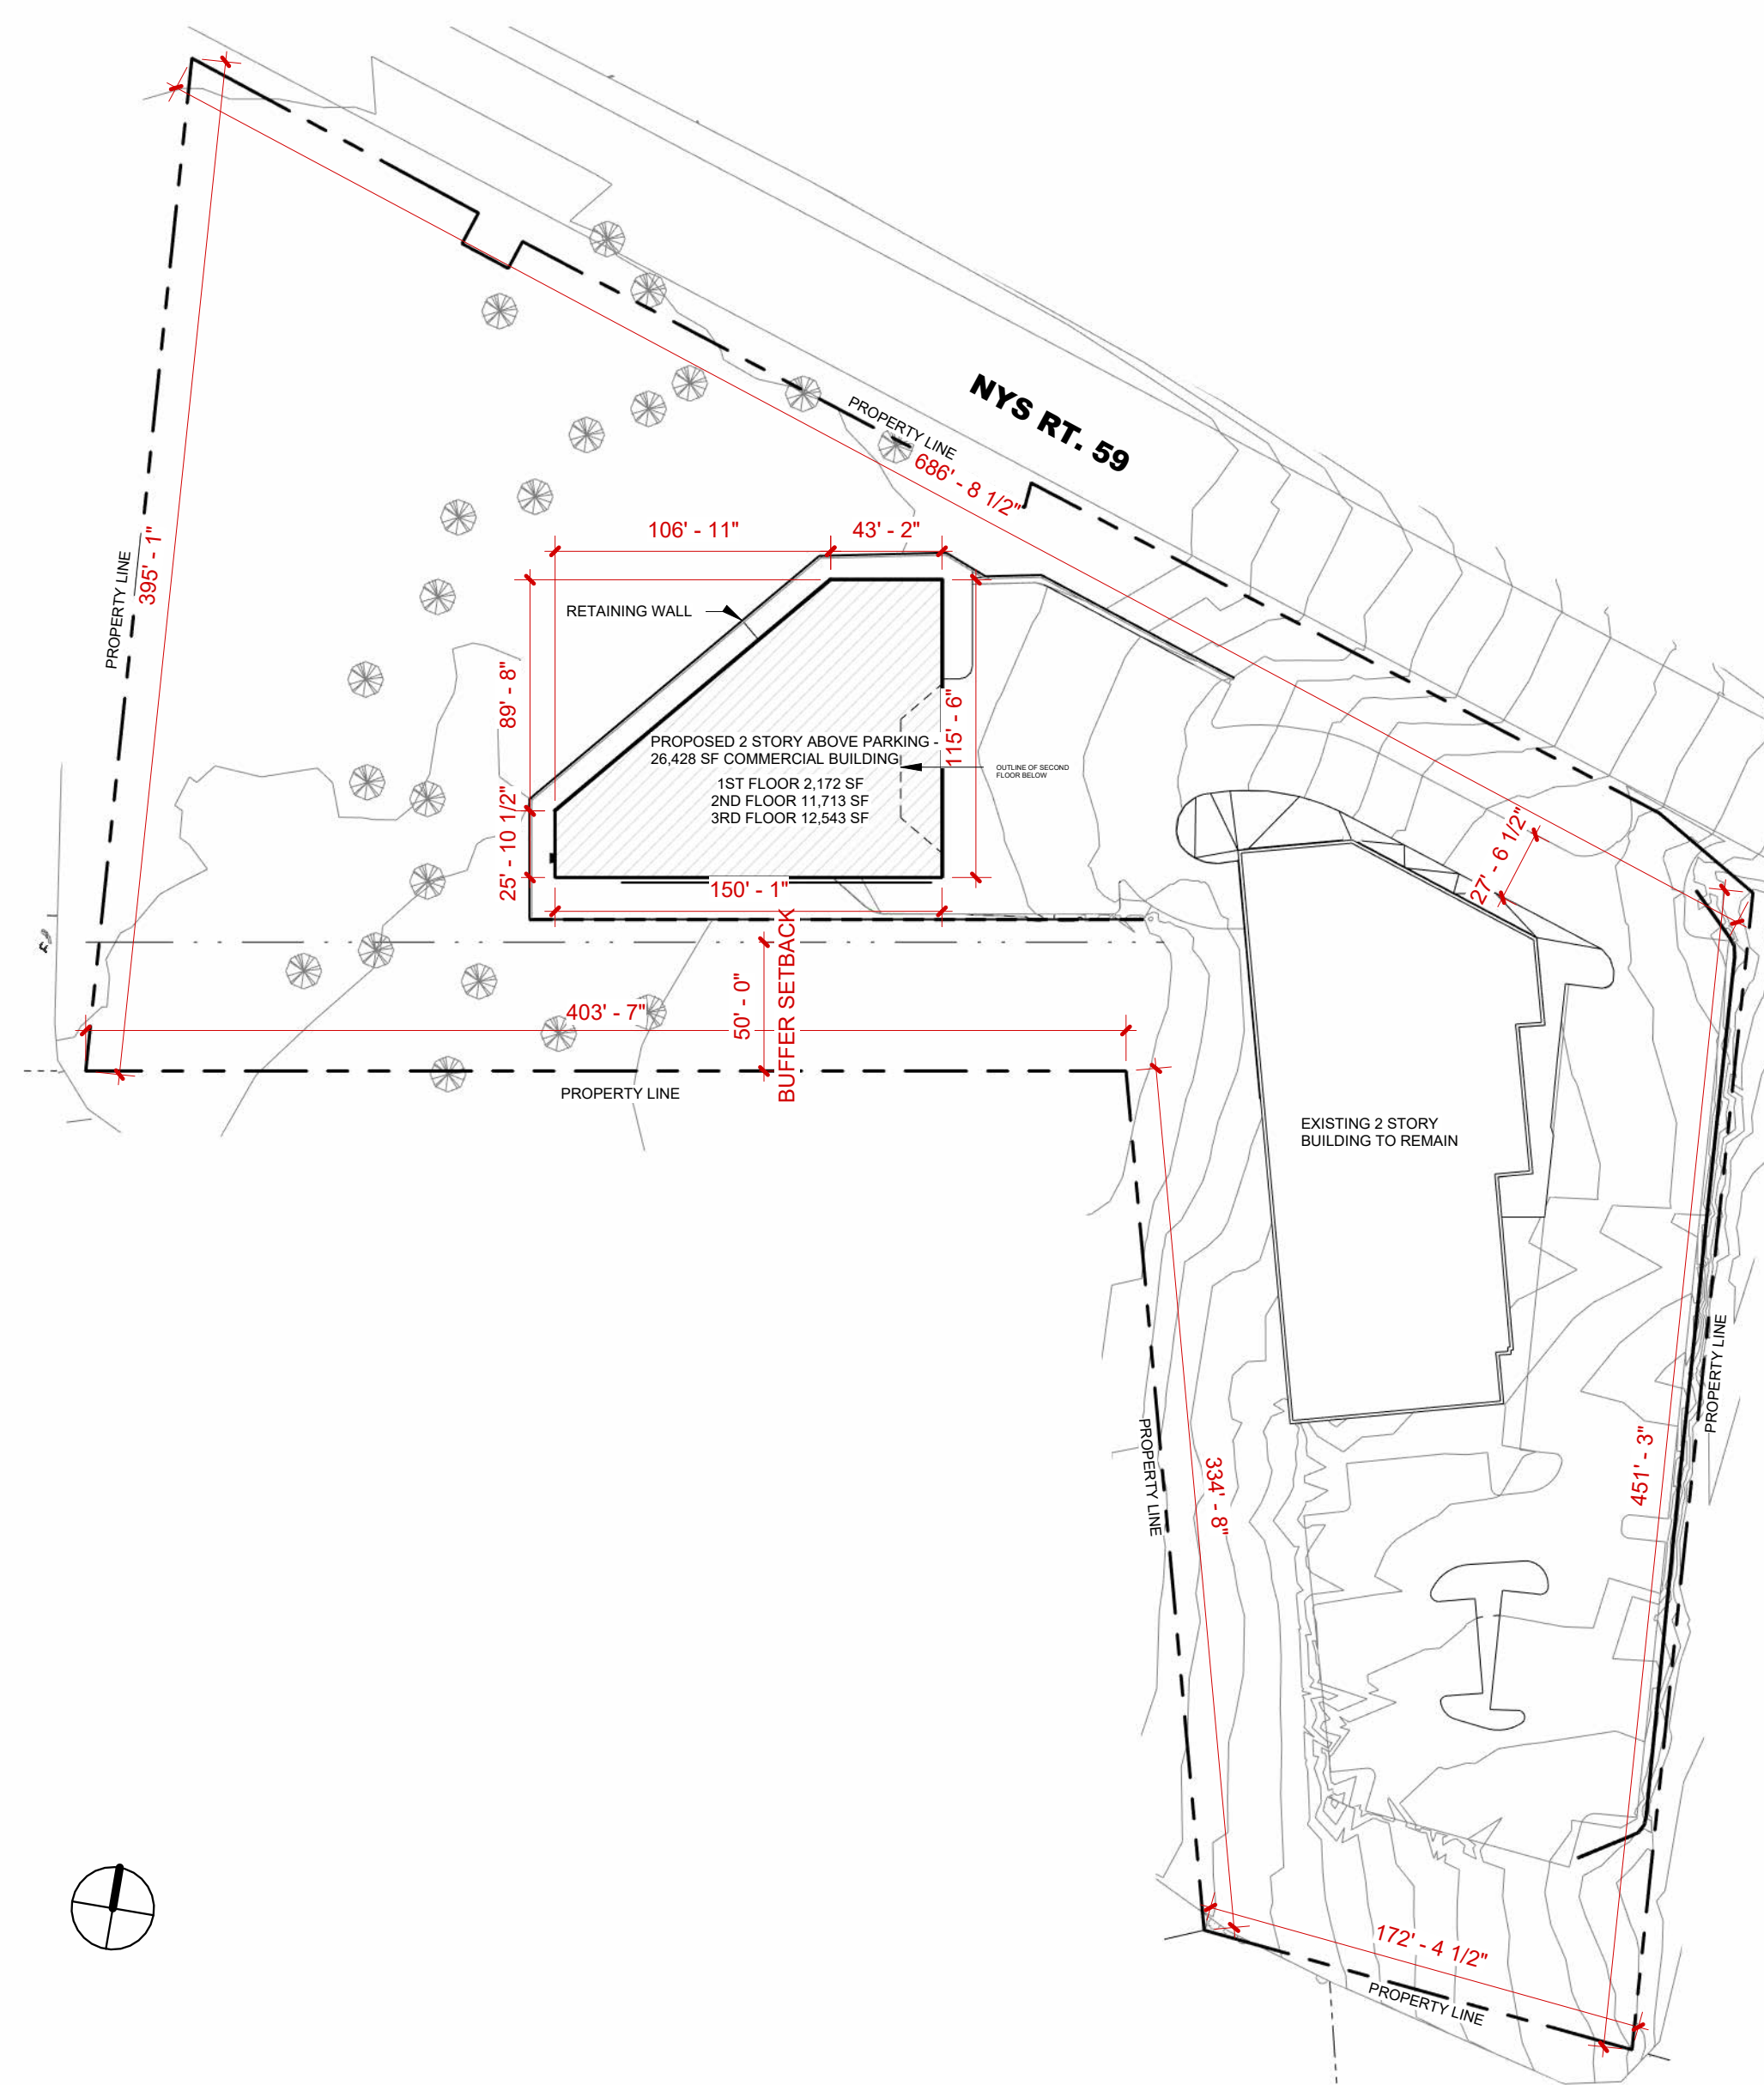 NYS RT. 59
PROPERTY LINE
686' - 8 1/2"
106' - 11"
43' - 2"
PROPERTY LINE
395' - 1"
RETAINING WALL
89' - 8"
115' - 6"
PROPOSED 2 STORY ABOVE PARKING -
26,428 SF COMMERCIAL BUILDING
1ST FLOOR 2,172 SF
2ND FLOOR 11,713 SF
3RD FLOOR 12,543 SF
OUTLINE OF SECOND
FLOOR BELOW
25' - 10 1/2"
27' - 6 1/2"
150' - 1"
BUFFER SETBACK
50' - 0"
403' - 7"
PROPERTY LINE
EXISTING 2 STORY
BUILDING TO REMAIN
PROPERTY LINE
PROPERTY LINE
334' - 8"
451' - 3"
172' - 4 1/2"
PROPERTY LINE